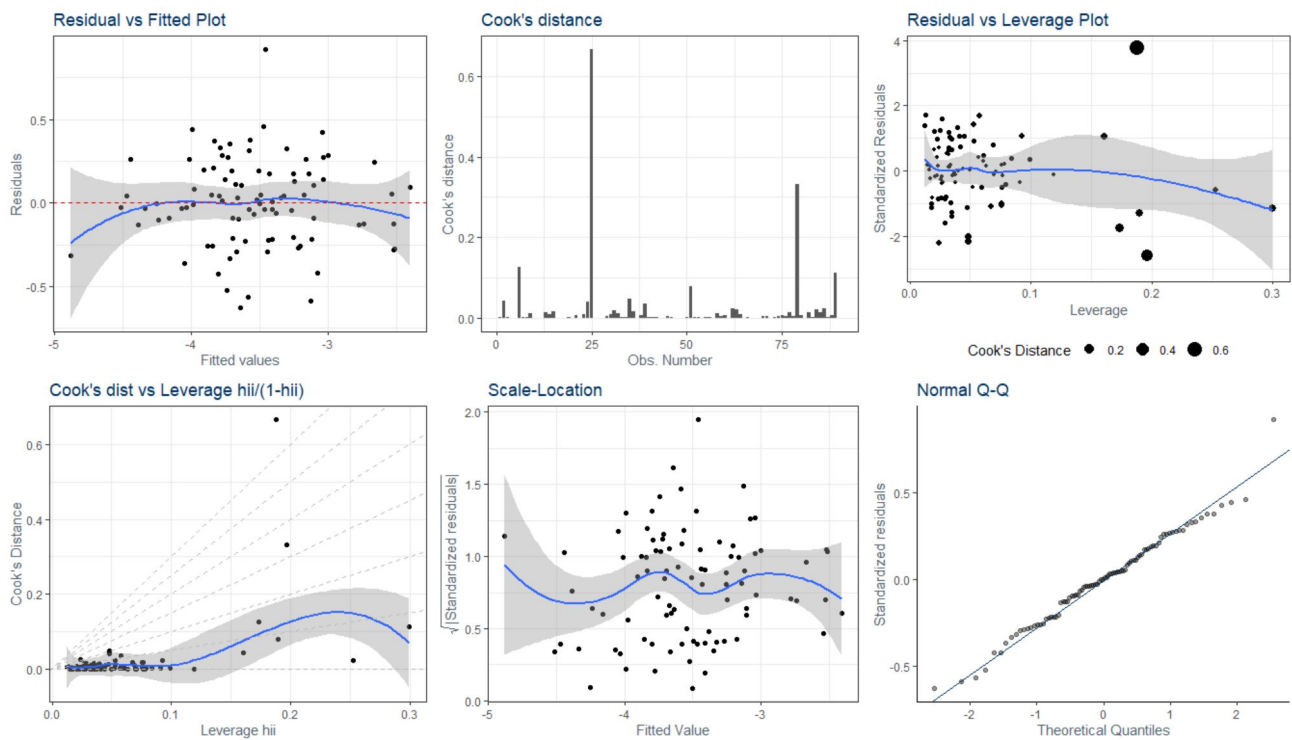 Residual vs Fitted Plot
Residuals
0.5
0.0
-0.5
-5
-4
-3
Fitted values
Cook's distance
Cook's distance
0.6
0.4
0.2
0.0
0
25
50
75
Obs. Number
Residual vs Leverage Plot
Standardized Residuals
4
2
0
-2
0.0
0.1
0.2
0.3
Leverage
Cook's Distance 0.2 0.4 0.6
Cook's dist vs Leverage hii/(1-hii)
Cook's Distance
0.6
0.4
0.2
0.0
0.0
0.1
0.2
0.3
Leverage hii
Scale-Location
√|Standardized residuals|
2.0
1.5
1.0
0.5
0.0
-5
-4
-3
Fitted Value
Normal Q-Q
Standardized residuals
0.5
0.0
-0.5
-2
-1
0
1
2
Theoretical Quantiles